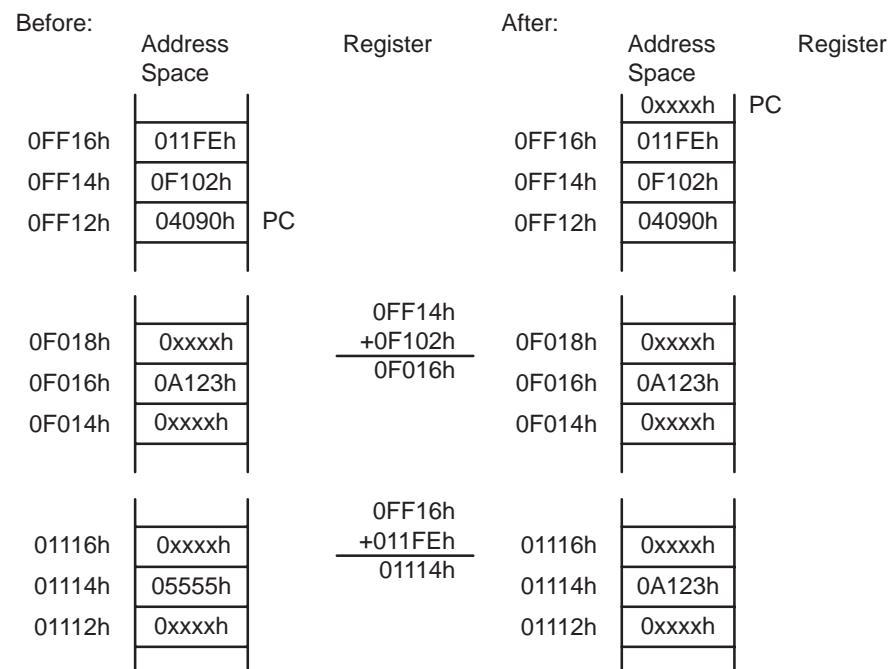 Before:
Address
Space
Register
0FF16h 011FEh
0FF14h 0F102h
0FF12h 04090h PC
0F018h 0xxxxh
0F016h 0A123h
0F014h 0xxxxh
0FF14h
+0F102h
0F016h
01116h 0xxxxh
01114h 05555h
01112h 0xxxxh
0FF16h
+011FEh
01114h
After:
Address
Space
Register
0xxxxh PC
0FF16h 011FEh
0FF14h 0F102h
0FF12h 04090h
0F018h 0xxxxh
0F016h 0A123h
0F014h 0xxxxh
01116h 0xxxxh
01114h 0A123h
01112h 0xxxxh